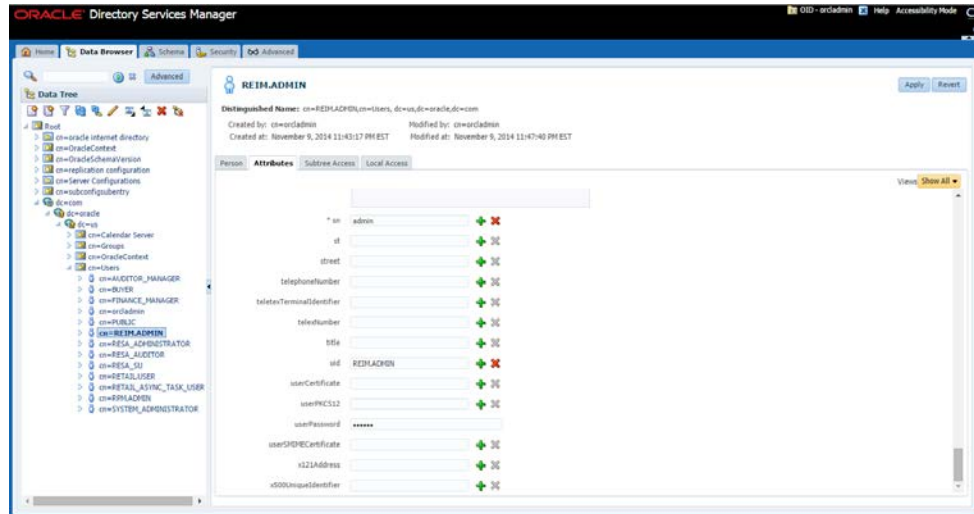 ORACLE Directory Services Manager
OID - orcladmin Help Accessibility Mode
Home Data Browser Schema Security Advanced
Advanced
Data Tree
Root
cn=oracle internet directory
cn=OracleContext
cn=OracleSchemaVersion
cn=replication configuration
cn=Server Configurations
cn=subconfigsubentry
dc=com
dc=oracle
dc=us
cn=Calendar Server
cn=Groups
cn=OracleContext
cn=Users
cn=AUDITOR_MANAGER
cn=BUYER
cn=FINANCE_MANAGER
cn=orcladmin
cn=PUBLIC
cn=REIM.ADMIN
cn=RESA_ADMINISTRATOR
cn=RESA_AUDITOR
cn=RESA_SU
cn=RETAIL.USER
cn=RETAIL_ASYNC_TASK_USER
cn=RPM.ADMIN
cn=SYSTEM_ADMINISTRATOR
REIM.ADMIN
Apply Revert
Distinguished Name: cn=REIM.ADMIN,cn=Users, dc=us,dc=oracle,dc=com
Created by: cn=orcladmin Modified by: cn=orcladmin
Created at: November 9, 2014 11:43:17 PM EST Modified at: November 9, 2014 11:47:40 PM EST
Person Attributes Subtree Access Local Access
Views Show All
* sn admin
st
street
telephoneNumber
teletexTerminalIdentifier
telexNumber
title
uid REIM.ADMIN
userCertificate
userPKCS12
userPassword ••••••
userSMIMECertificate
x121Address
x500UniqueIdentifier